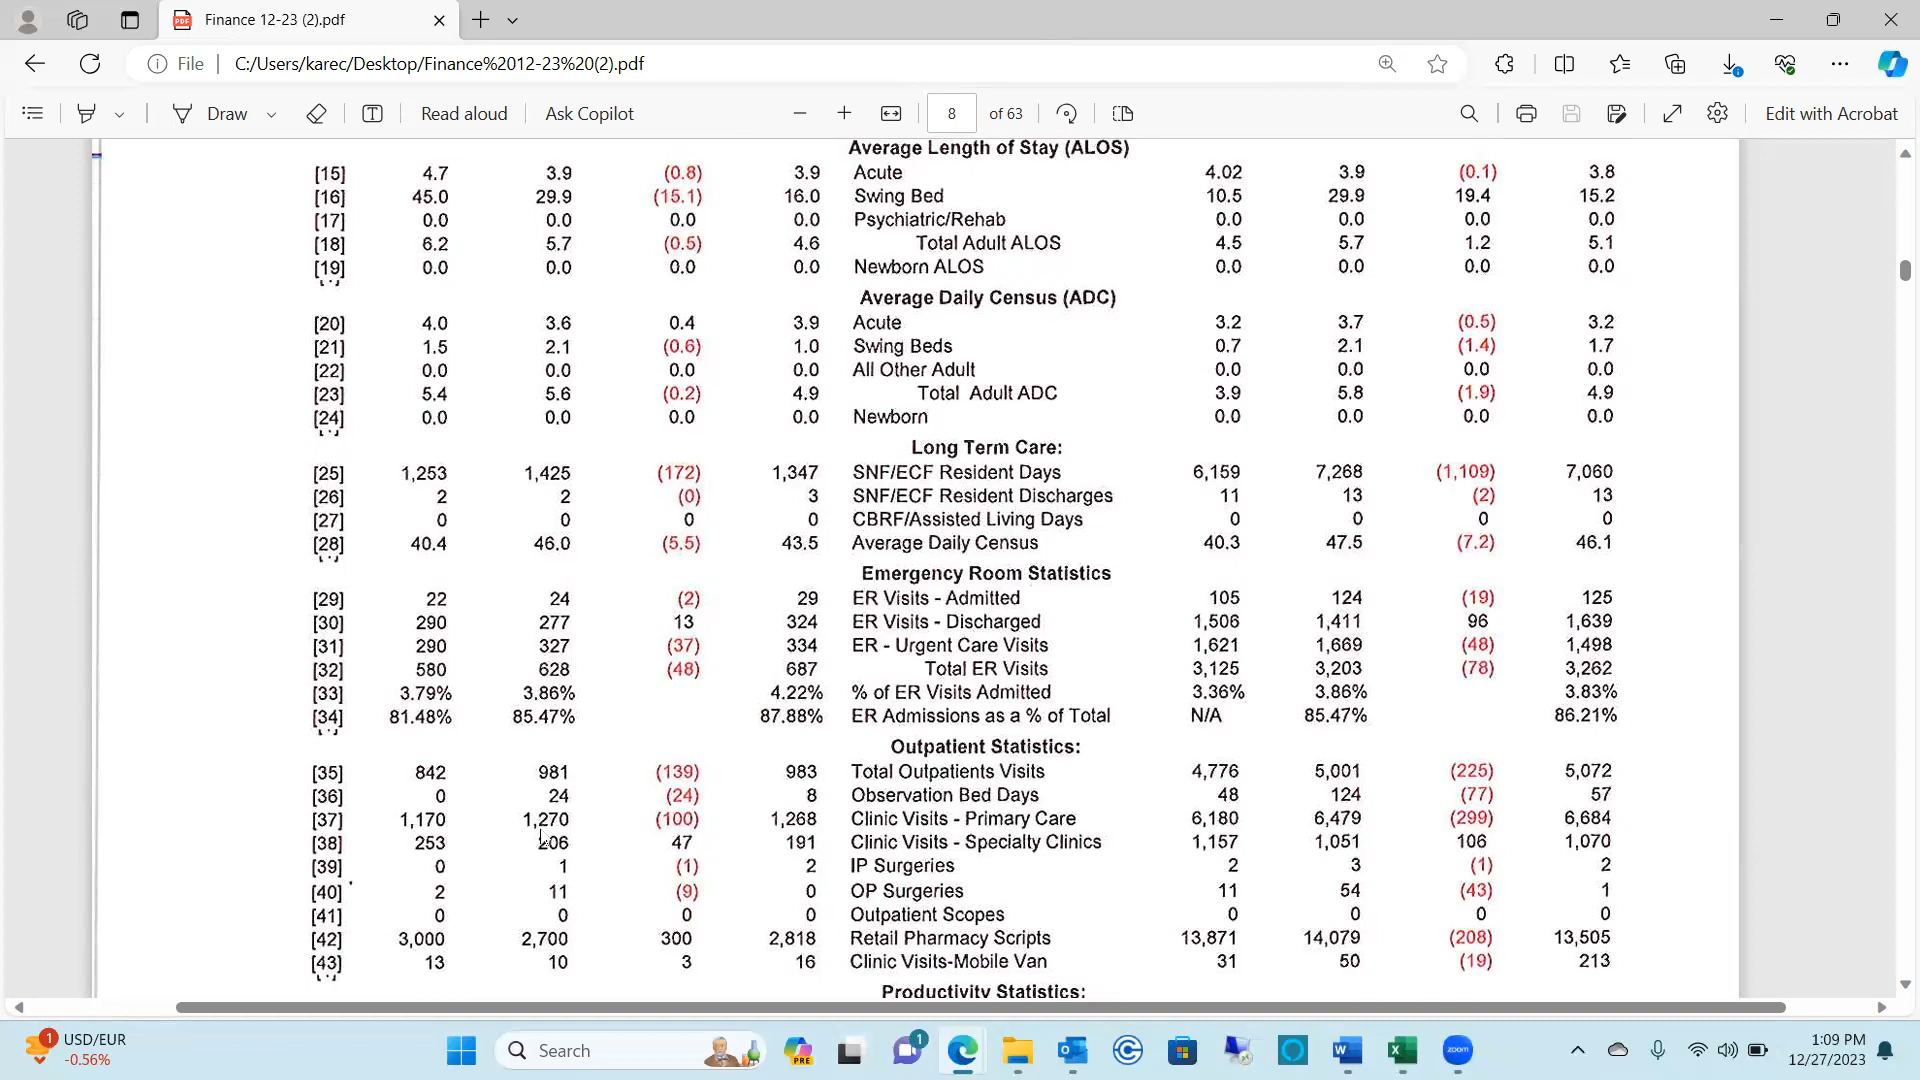 Finance 12-23 (2).pdf
File C:/Users/karec/Desktop/Finance%2012-23%20(2).pdf
Draw Read aloud Ask Copilot 8 of 63 Edit with Acrobat
Average Length of Stay (ALOS)
[15] 4.7 3.9 (0.8) 3.9 Acute 4.02 3.9 (0.1) 3.8
[16] 45.0 29.9 (15.1) 16.0 Swing Bed 10.5 29.9 19.4 15.2
[17] 0.0 0.0 0.0 0.0 Psychiatric/Rehab 0.0 0.0 0.0 0.0
[18] 6.2 5.7 (0.5) 4.6 Total Adult ALOS 4.5 5.7 1.2 5.1
[19] 0.0 0.0 0.0 0.0 Newborn ALOS 0.0 0.0 0.0 0.0
Average Daily Census (ADC)
[20] 4.0 3.6 0.4 3.9 Acute 3.2 3.7 (0.5) 3.2
[21] 1.5 2.1 (0.6) 1.0 Swing Beds 0.7 2.1 (1.4) 1.7
[22] 0.0 0.0 0.0 0.0 All Other Adult 0.0 0.0 0.0 0.0
[23] 5.4 5.6 (0.2) 4.9 Total Adult ADC 3.9 5.8 (1.9) 4.9
[24] 0.0 0.0 0.0 0.0 Newborn 0.0 0.0 0.0 0.0
Long Term Care:
[25] 1,253 1,425 (172) 1,347 SNF/ECF Resident Days 6,159 7,268 (1,109) 7,060
[26] 2 2 (0) 3 SNF/ECF Resident Discharges 11 13 (2) 13
[27] 0 0 0 0 CBRF/Assisted Living Days 0 0 0 0
[28] 40.4 46.0 (5.5) 43.5 Average Daily Census 40.3 47.5 (7.2) 46.1
Emergency Room Statistics
[29] 22 24 (2) 29 ER Visits - Admitted 105 124 (19) 125
[30] 290 277 13 324 ER Visits - Discharged 1,506 1,411 96 1,639
[31] 290 327 (37) 334 ER - Urgent Care Visits 1,621 1,669 (48) 1,498
[32] 580 628 (48) 687 Total ER Visits 3,125 3,203 (78) 3,262
[33] 3.79% 3.86% 4.22% % of ER Visits Admitted 3.36% 3.86% 3.83%
[34] 81.48% 85.47% 87.88% ER Admissions as a % of Total N/A 85.47% 86.21%
Outpatient Statistics:
[35] 842 981 (139) 983 Total Outpatients Visits 4,776 5,001 (225) 5,072
[36] 0 24 (24) 8 Observation Bed Days 48 124 (77) 57
[37] 1,170 1,270 (100) 1,268 Clinic Visits - Primary Care 6,180 6,479 (299) 6,684
[38] 253 206 47 191 Clinic Visits - Specialty Clinics 1,157 1,051 106 1,070
[39] 0 1 (1) 2 IP Surgeries 2 3 (1) 2
[40] 2 11 (9) 0 OP Surgeries 11 54 (43) 1
[41] 0 0 0 0 Outpatient Scopes 0 0 0 0
[42] 3,000 2,700 300 2,818 Retail Pharmacy Scripts 13,871 14,079 (208) 13,505
[43] 13 10 3 16 Clinic Visits-Mobile Van 31 50 (19) 213
Productivity Statistics:
1 USD/EUR
-0.56%
Search
PRE
1
zoom
1:09 PM
12/27/2023